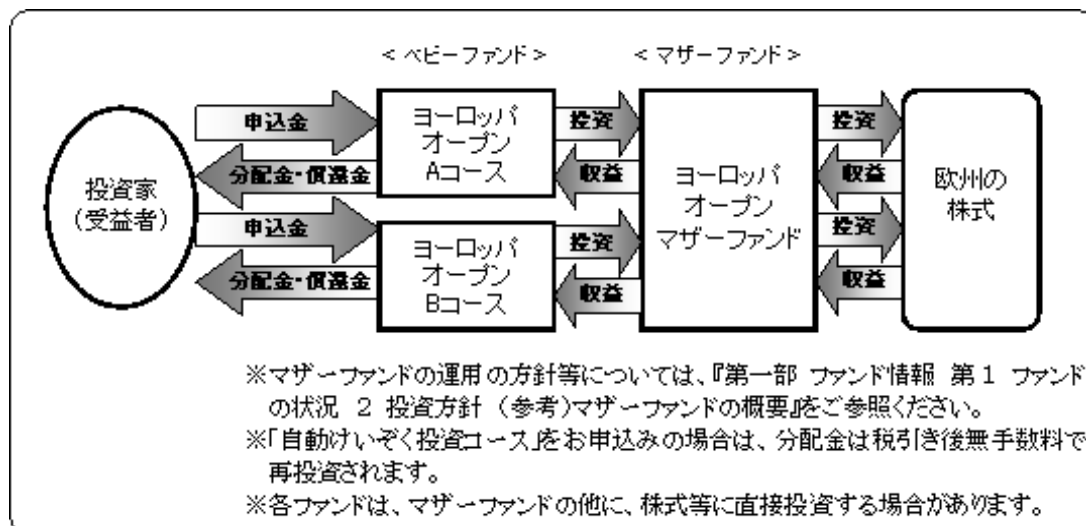 ＜ベビーファンド＞
＜マザーファンド＞
投資家
（受益者）
申込金
分配金・償還金
申込金
分配金・償還金
ヨーロッパ
オープン
Aコース
ヨーロッパ
オープン
Bコース
投資
収益
投資
収益
ヨーロッパ
オープン
マザーファンド
投資
収益
投資
収益
欧州の
株式
※マザーファンドの運用の方針等については、『第一部 ファンド情報 第１ ファンド
の状況 ２ 投資方針 （参考）マザーファンドの概要』をご参照ください。
※「自動けいぞく投資コース」をお申込みの場合は、分配金は税引き後無手数料で
再投資されます。
※各ファンドは、マザーファンドの他に、株式等に直接投資する場合があります。